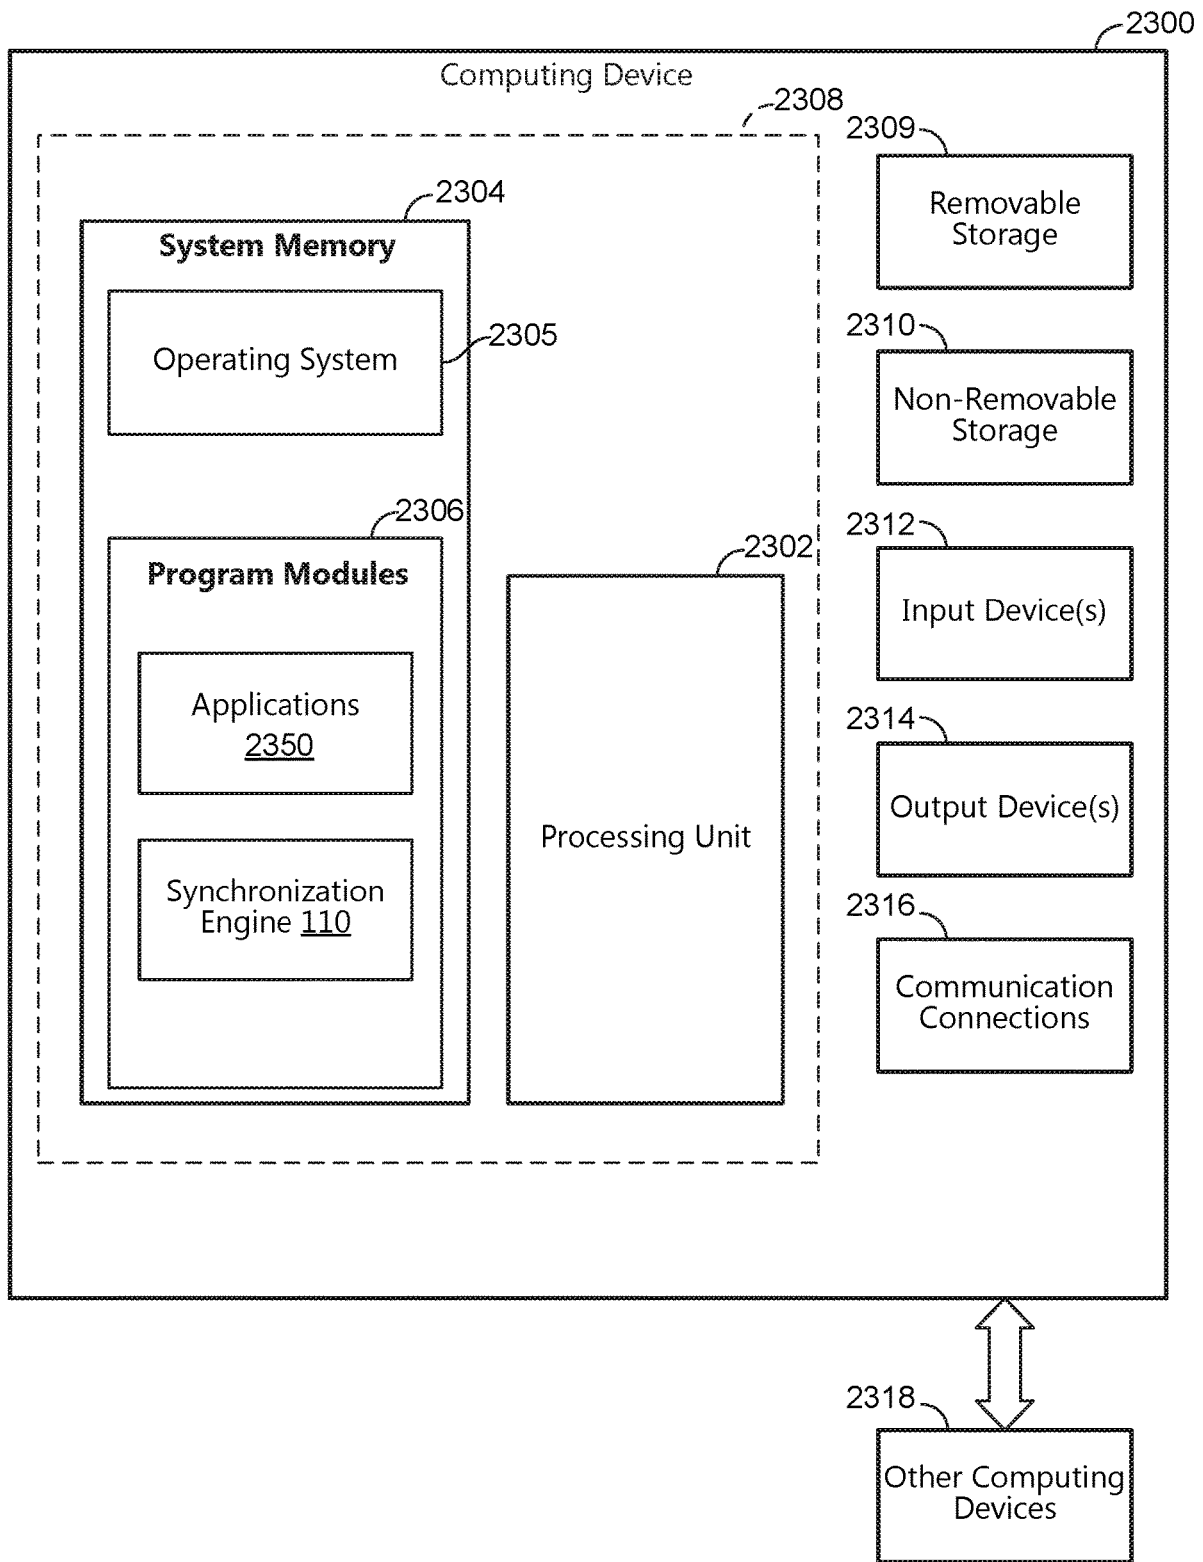 2300
Computing Device
2308
2304
System Memory
Operating System
2305
2306
Program Modules
Applications
2350
Synchronization
Engine 110
2302
Processing Unit
2309
Removable
Storage
2310
Non-Removable
Storage
2312
Input Device(s)
2314
Output Device(s)
2316
Communication
Connections
2318
Other Computing
Devices